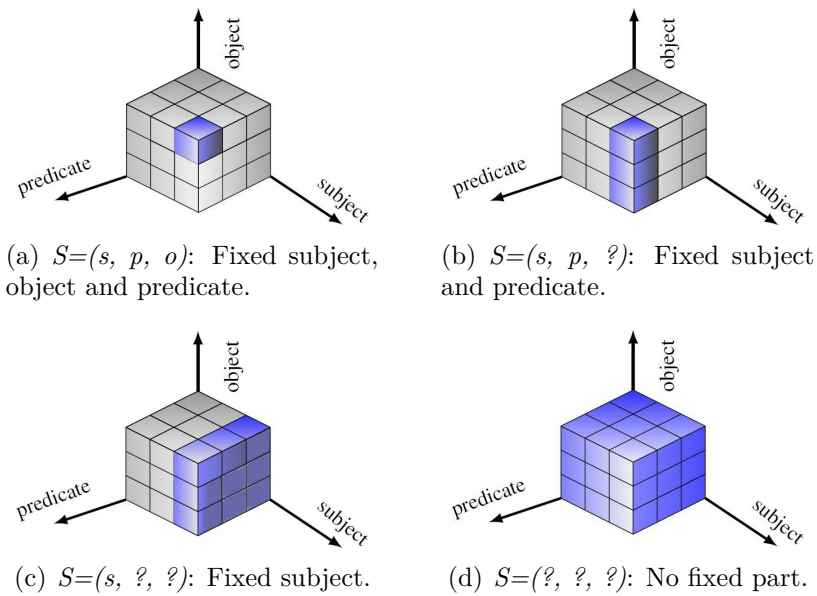 object
predicate
subject
(a) S=(s, p, o): Fixed subject,
object and predicate.
object
predicate
subject
(b) S=(s, p, ?): Fixed subject
and predicate.
object
predicate
subject
(c) S=(s, ?, ?): Fixed subject.
object
predicate
subject
(d) S=(?, ?, ?): No fixed part.